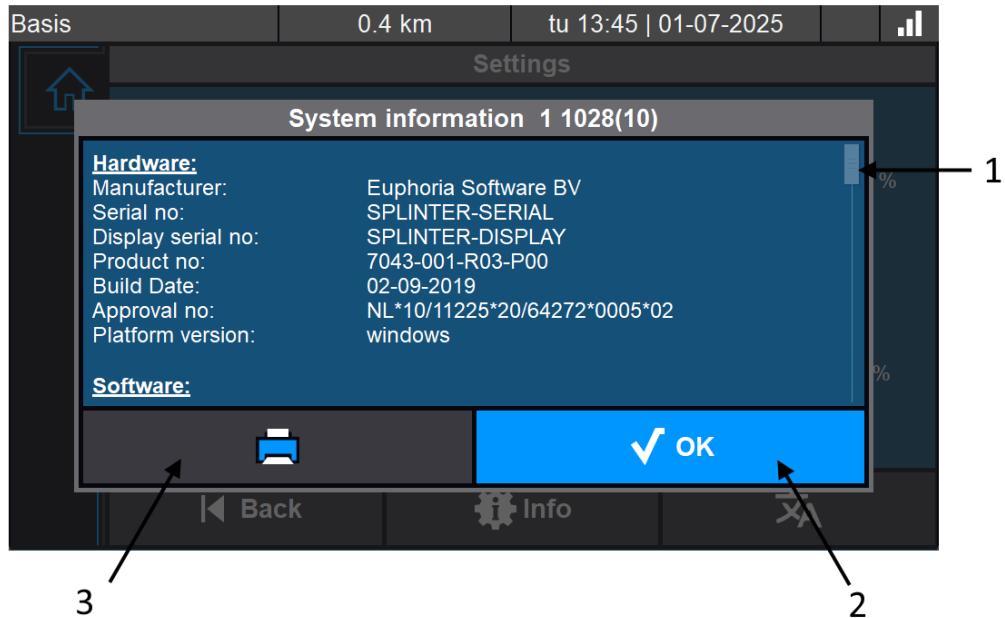 Basis 0.4 km tu 13:45 | 01-07-2025
Settings
System information 1 1028(10)
Hardware:
Manufacturer: Euphoria Software BV
Serial no: SPLINTER-SERIAL
Display serial no: SPLINTER-DISPLAY
Product no: 7043-001-R03-P00
Build Date: 02-09-2019
Approval no: NL*10/11225*20/64272*0005*02
Platform version: windows
Software:
%
%
OK
Back Info
1
3
2